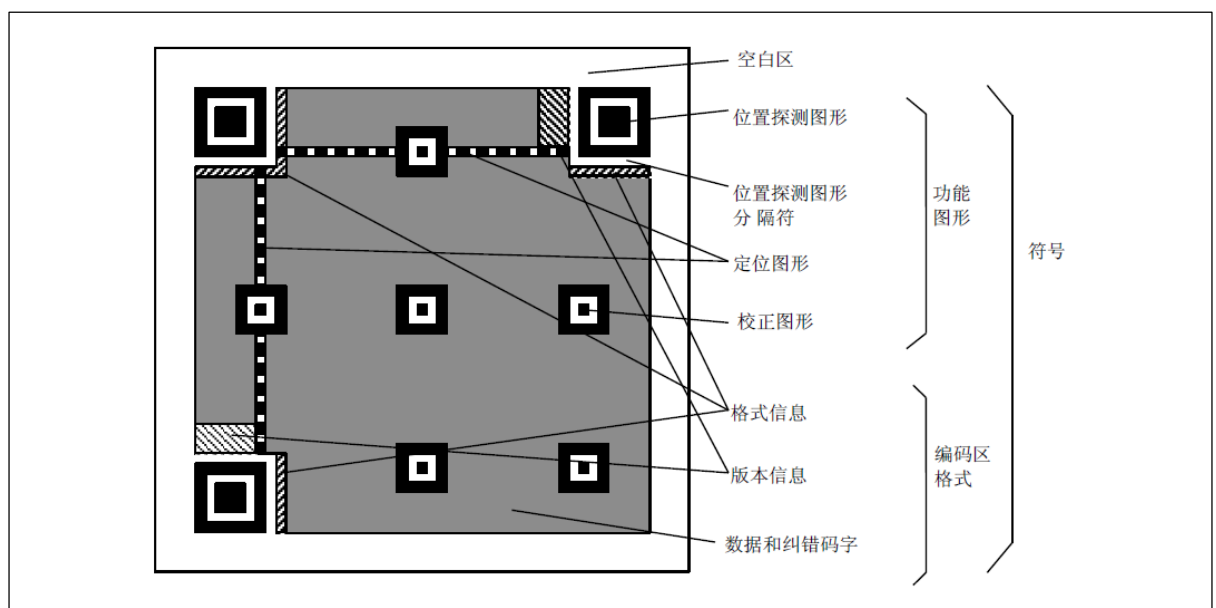 空白区
位置探测图形
位置探测图形
分 隔符
功能
图形
符号
定位图形
校正图形
格式信息
编码区
格式
版本信息
数据和纠错码字